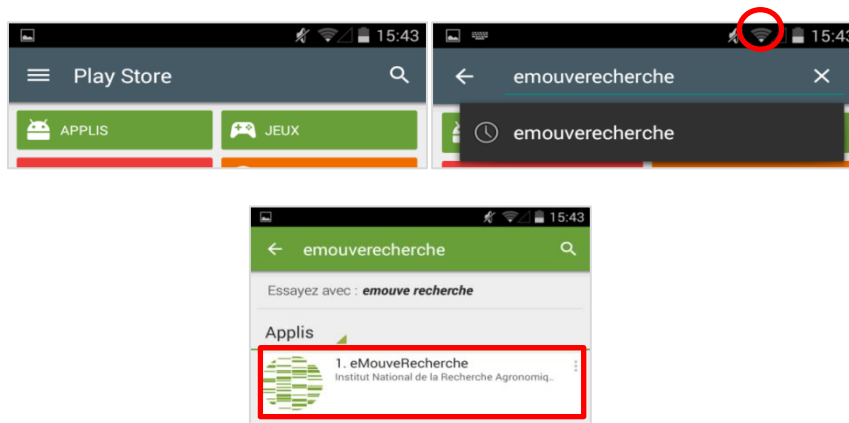 15:43
Play Store
APPLIS
JEUX
15:43
emouverecherche
emouverecherche
15:43
emouverecherche
Essayez avec : emouve recherche
Applis
1. eMouveRecherche
Institut National de la Recherche Agronomiq..